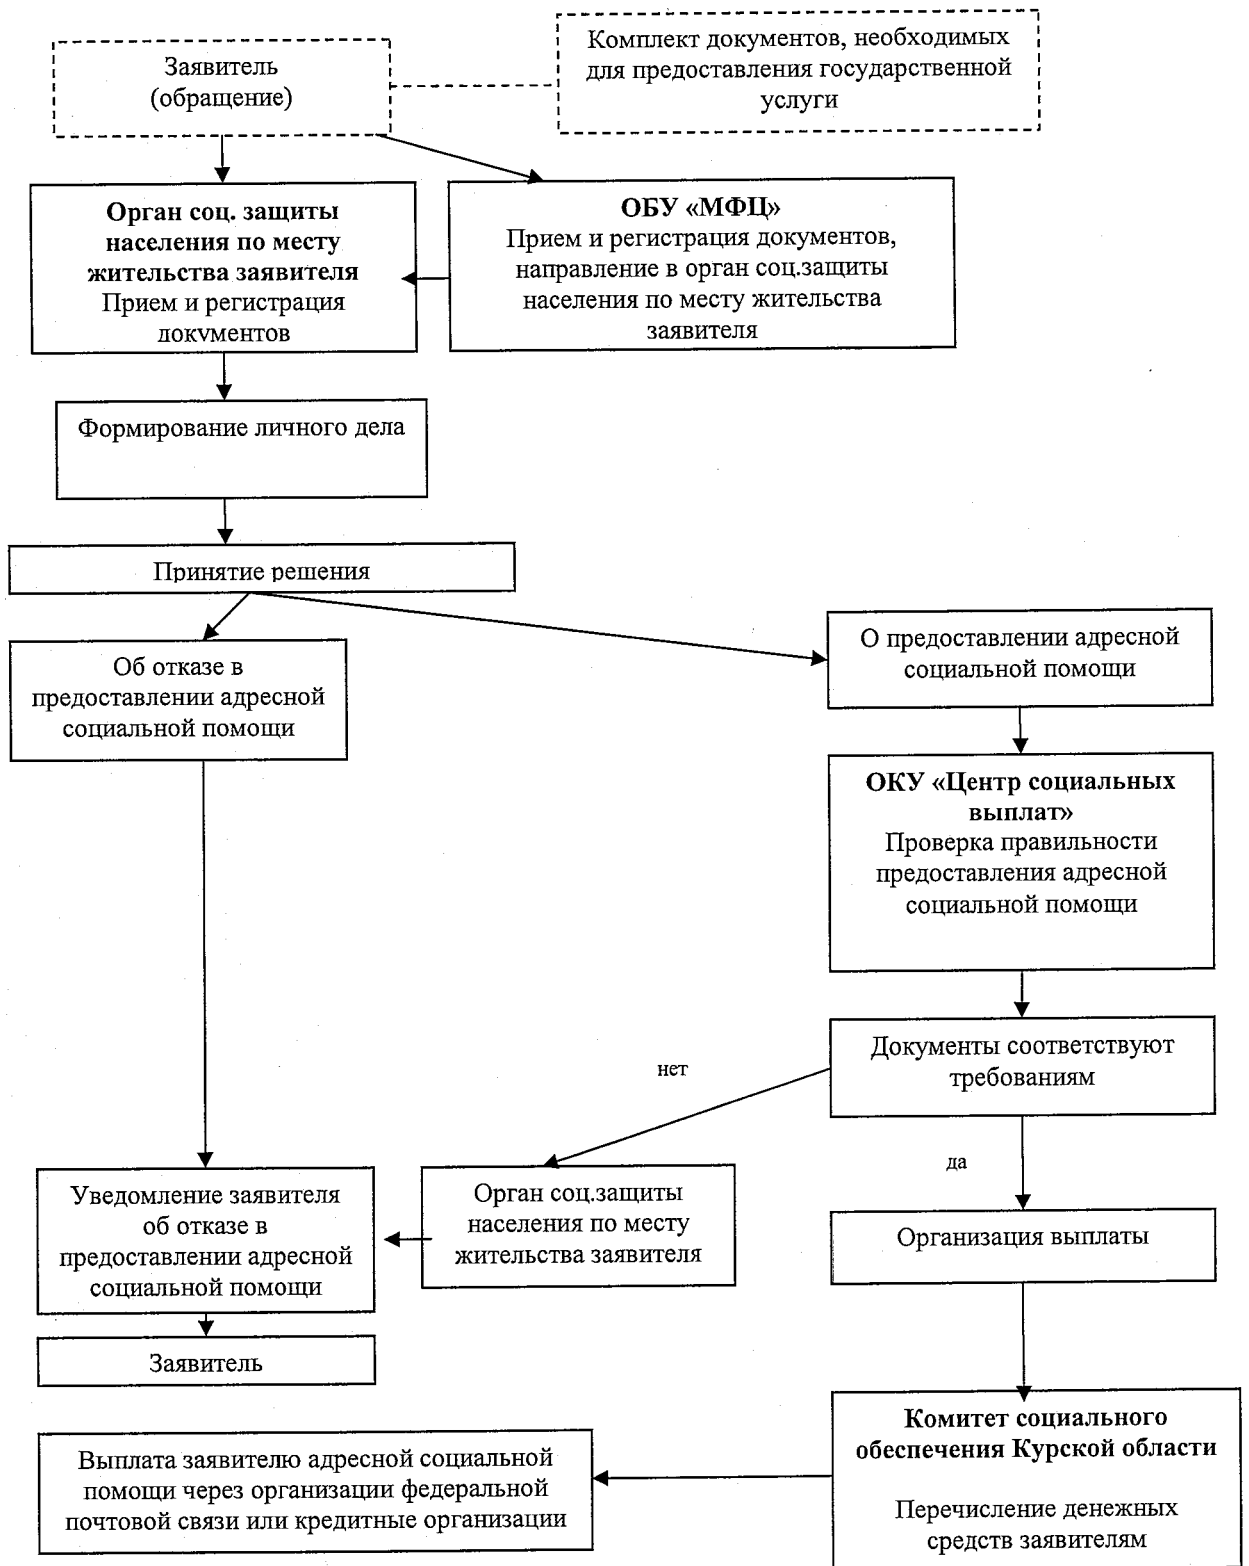 Заявитель
(обращение)
Комплект документов, необходимых
для предоставления государственной
услуги
Орган соц. защиты
населения по месту
жительства заявителя
Прием и регистрация
документов
ОБУ «МФЦ»
Прием и регистрация документов,
направление в орган соц.защиты
населения по месту жительства
заявителя
Формирование личного дела
Принятие решения
Об отказе в
предоставлении адресной
социальной помощи
О предоставлении адресной
социальной помощи
ОКУ «Центр социальных
выплат»
Проверка правильности
предоставления адресной
социальной помощи
Документы соответствуют
требованиям
нет
да
Уведомление заявителя
об отказе в
предоставлении адресной
социальной помощи
Орган соц.защиты
населения по месту
жительства заявителя
Организация выплаты
Заявитель
Комитет социального
обеспечения Курской области
Перечисление денежных
средств заявителям
Выплата заявителю адресной социальной
помощи через организации федеральной
почтовой связи или кредитные организации